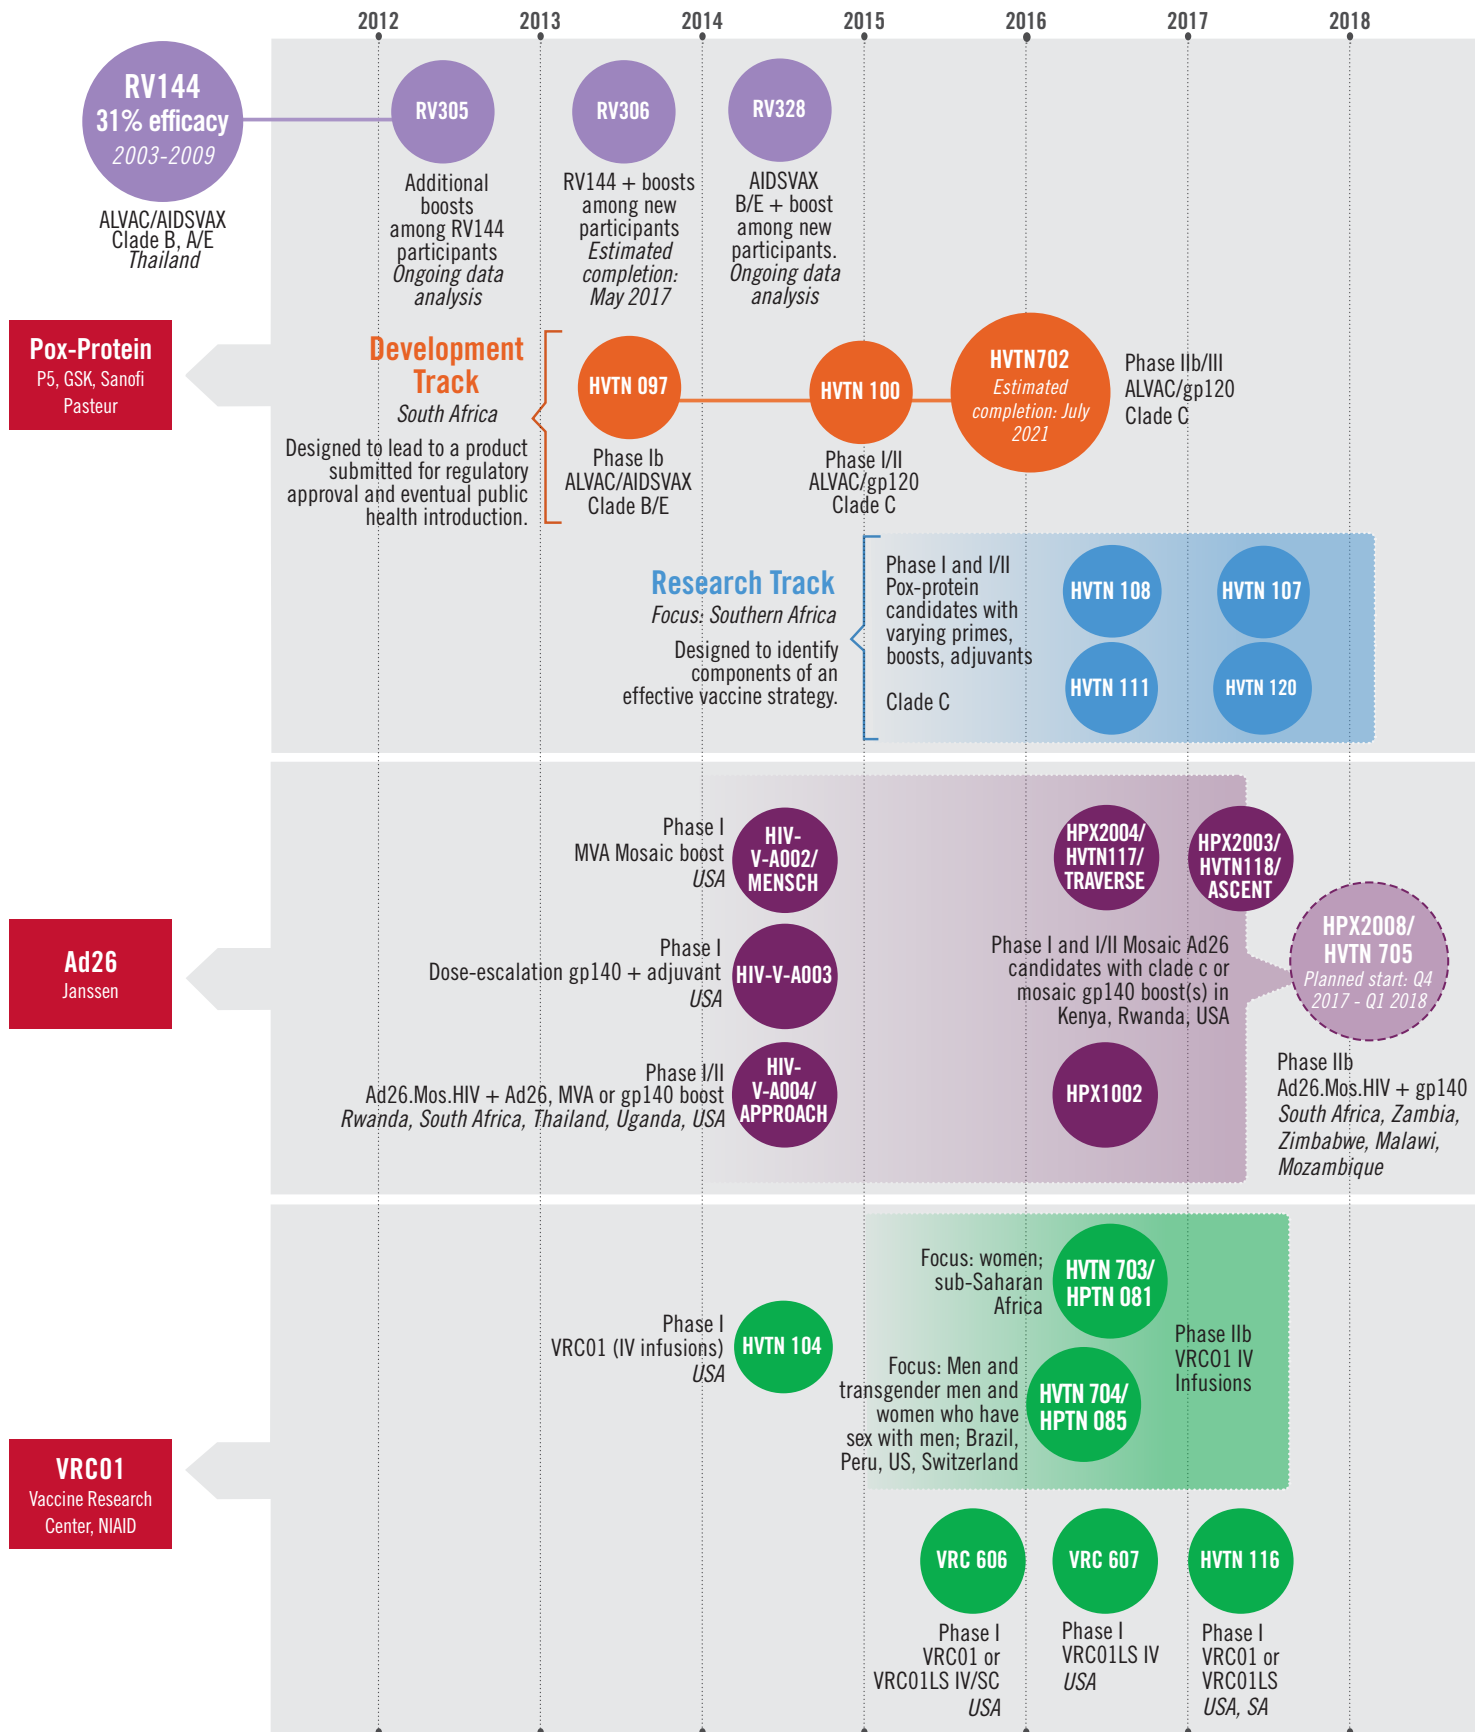 2012 2013 2014 2015 2016 2017 2018
RV144
31% efficacy
2003-2009
ALVAC/AIDSVAX
Clade B, A/E
Thailand
RV305
Additional
boosts
among RV144
participants
Ongoing data
analysis
RV306
RV144 + boosts
among new
participants
Estimated
completion:
May 2017
RV328
AIDSVAX
B/E + boost
among new
participants.
Ongoing data
analysis
Pox-Protein
P5, GSK, Sanofi
Pasteur
Development
Track
South Africa
Designed to lead to a product
submitted for regulatory
approval and eventual public
health introduction.
HVTN 097
Phase Ib
ALVAC/AIDSVAX
Clade B/E
HVTN 100
Phase I/II
ALVAC/gp120
Clade C
HVTN702
Estimated
completion: July
2021
Phase IIb/III
ALVAC/gp120
Clade C
Research Track
Focus: Southern Africa
Designed to identify
components of an
effective vaccine strategy.
Phase I and I/II
Pox-protein
candidates with
varying primes,
boosts, adjuvants
Clade C
HVTN 108
HVTN 107
HVTN 111
HVTN 120
Ad26
Janssen
Phase I
MVA Mosaic boost
USA
HIV-
V-A002/
MENSCH
Phase I
Dose-escalation gp140 + adjuvant
USA
HIV-V-A003
Phase I/II
Ad26.Mos.HIV + Ad26, MVA or gp140 boost
Rwanda, South Africa, Thailand, Uganda, USA
HIV-
V-A004/
APPROACH
HPX2004/
HVTN117/
TRAVERSE
HPX2003/
HVTN118/
ASCENT
Phase I and I/II Mosaic Ad26
candidates with clade c or
mosaic gp140 boost(s) in
Kenya, Rwanda, USA
HPX1002
HPX2008/
HVTN 705
Planned start: Q4
2017 - Q1 2018
Phase IIb
Ad26.Mos.HIV + gp140
South Africa, Zambia,
Zimbabwe, Malawi,
Mozambique
VRC01
Vaccine Research
Center, NIAID
Phase I
VRC01 (IV infusions)
USA
HVTN 104
Focus: women;
sub-Saharan
Africa
HVTN 703/
HPTN 081
Focus: Men and
transgender men and
women who have
sex with men; Brazil,
Peru, US, Switzerland
HVTN 704/
HPTN 085
Phase IIb
VRC01 IV
Infusions
VRC 606
Phase I
VRC01 or
VRC01LS IV/SC
USA
VRC 607
Phase I
VRC01LS IV
USA
HVTN 116
Phase I
VRC01 or
VRC01LS
USA, SA